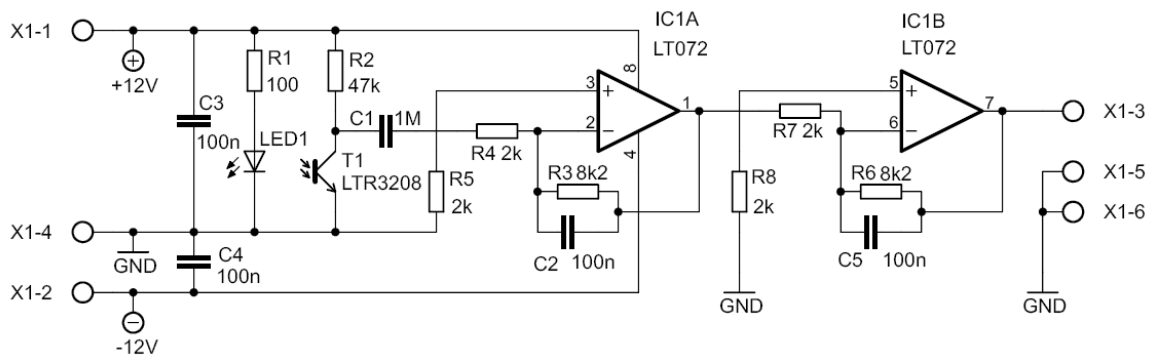 X1-1
+12V
C3
100n
R1
100
LED1
R2
47k
C1
1M
T1
LTR3208
R4 2k
R5
2k
3
2
8
4
1
IC1A
LT072
R3 8k2
C2
100n
R7 2k
R8
2k
GND
5
6
7
IC1B
LT072
R6 8k2
C5
100n
X1-3
X1-5
X1-6
GND
X1-4
GND
C4
100n
X1-2
-12V